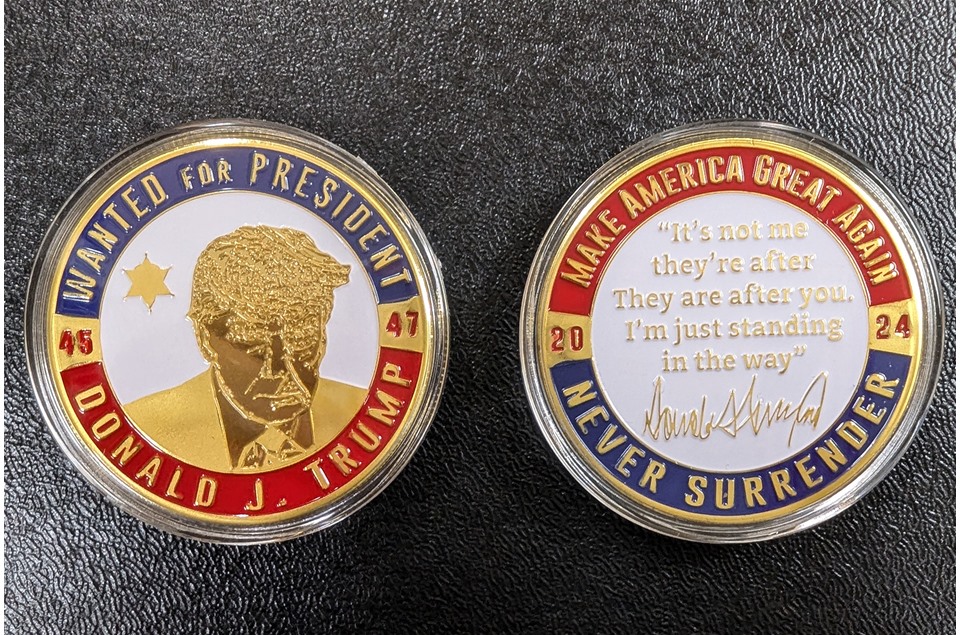 WANTED FOR PRESIDENT
45 47
DONALD J. TRUMP
MAKE AMERICA GREAT AGAIN
"It's not me
they're after
They are after you.
I'm just standing
in the way"
20 24
NEVER SURRENDER